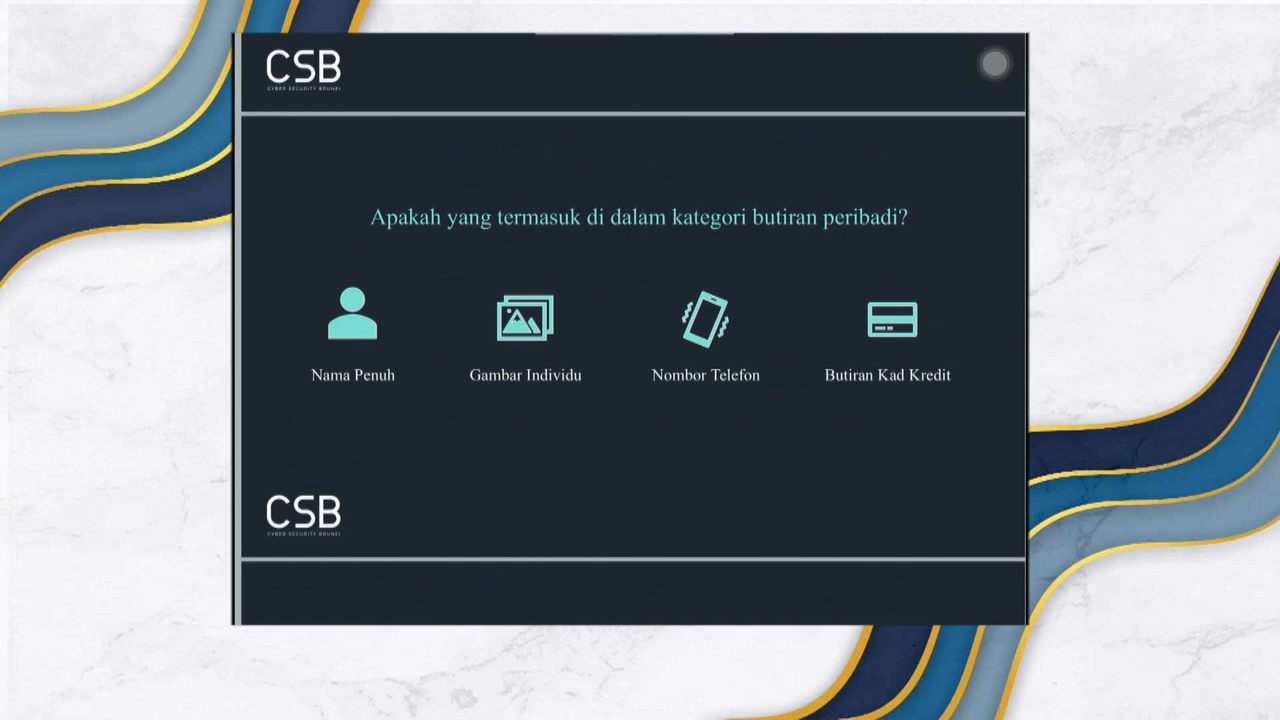 CSB
CYBER SECURITY BRUNEI
Apakah yang termasuk di dalam kategori butiran peribadi?
Nama Penuh
Gambar Individu
Nombor Telefon
Butiran Kad Kredit
CSB
CYBER SECURITY BRUNEI